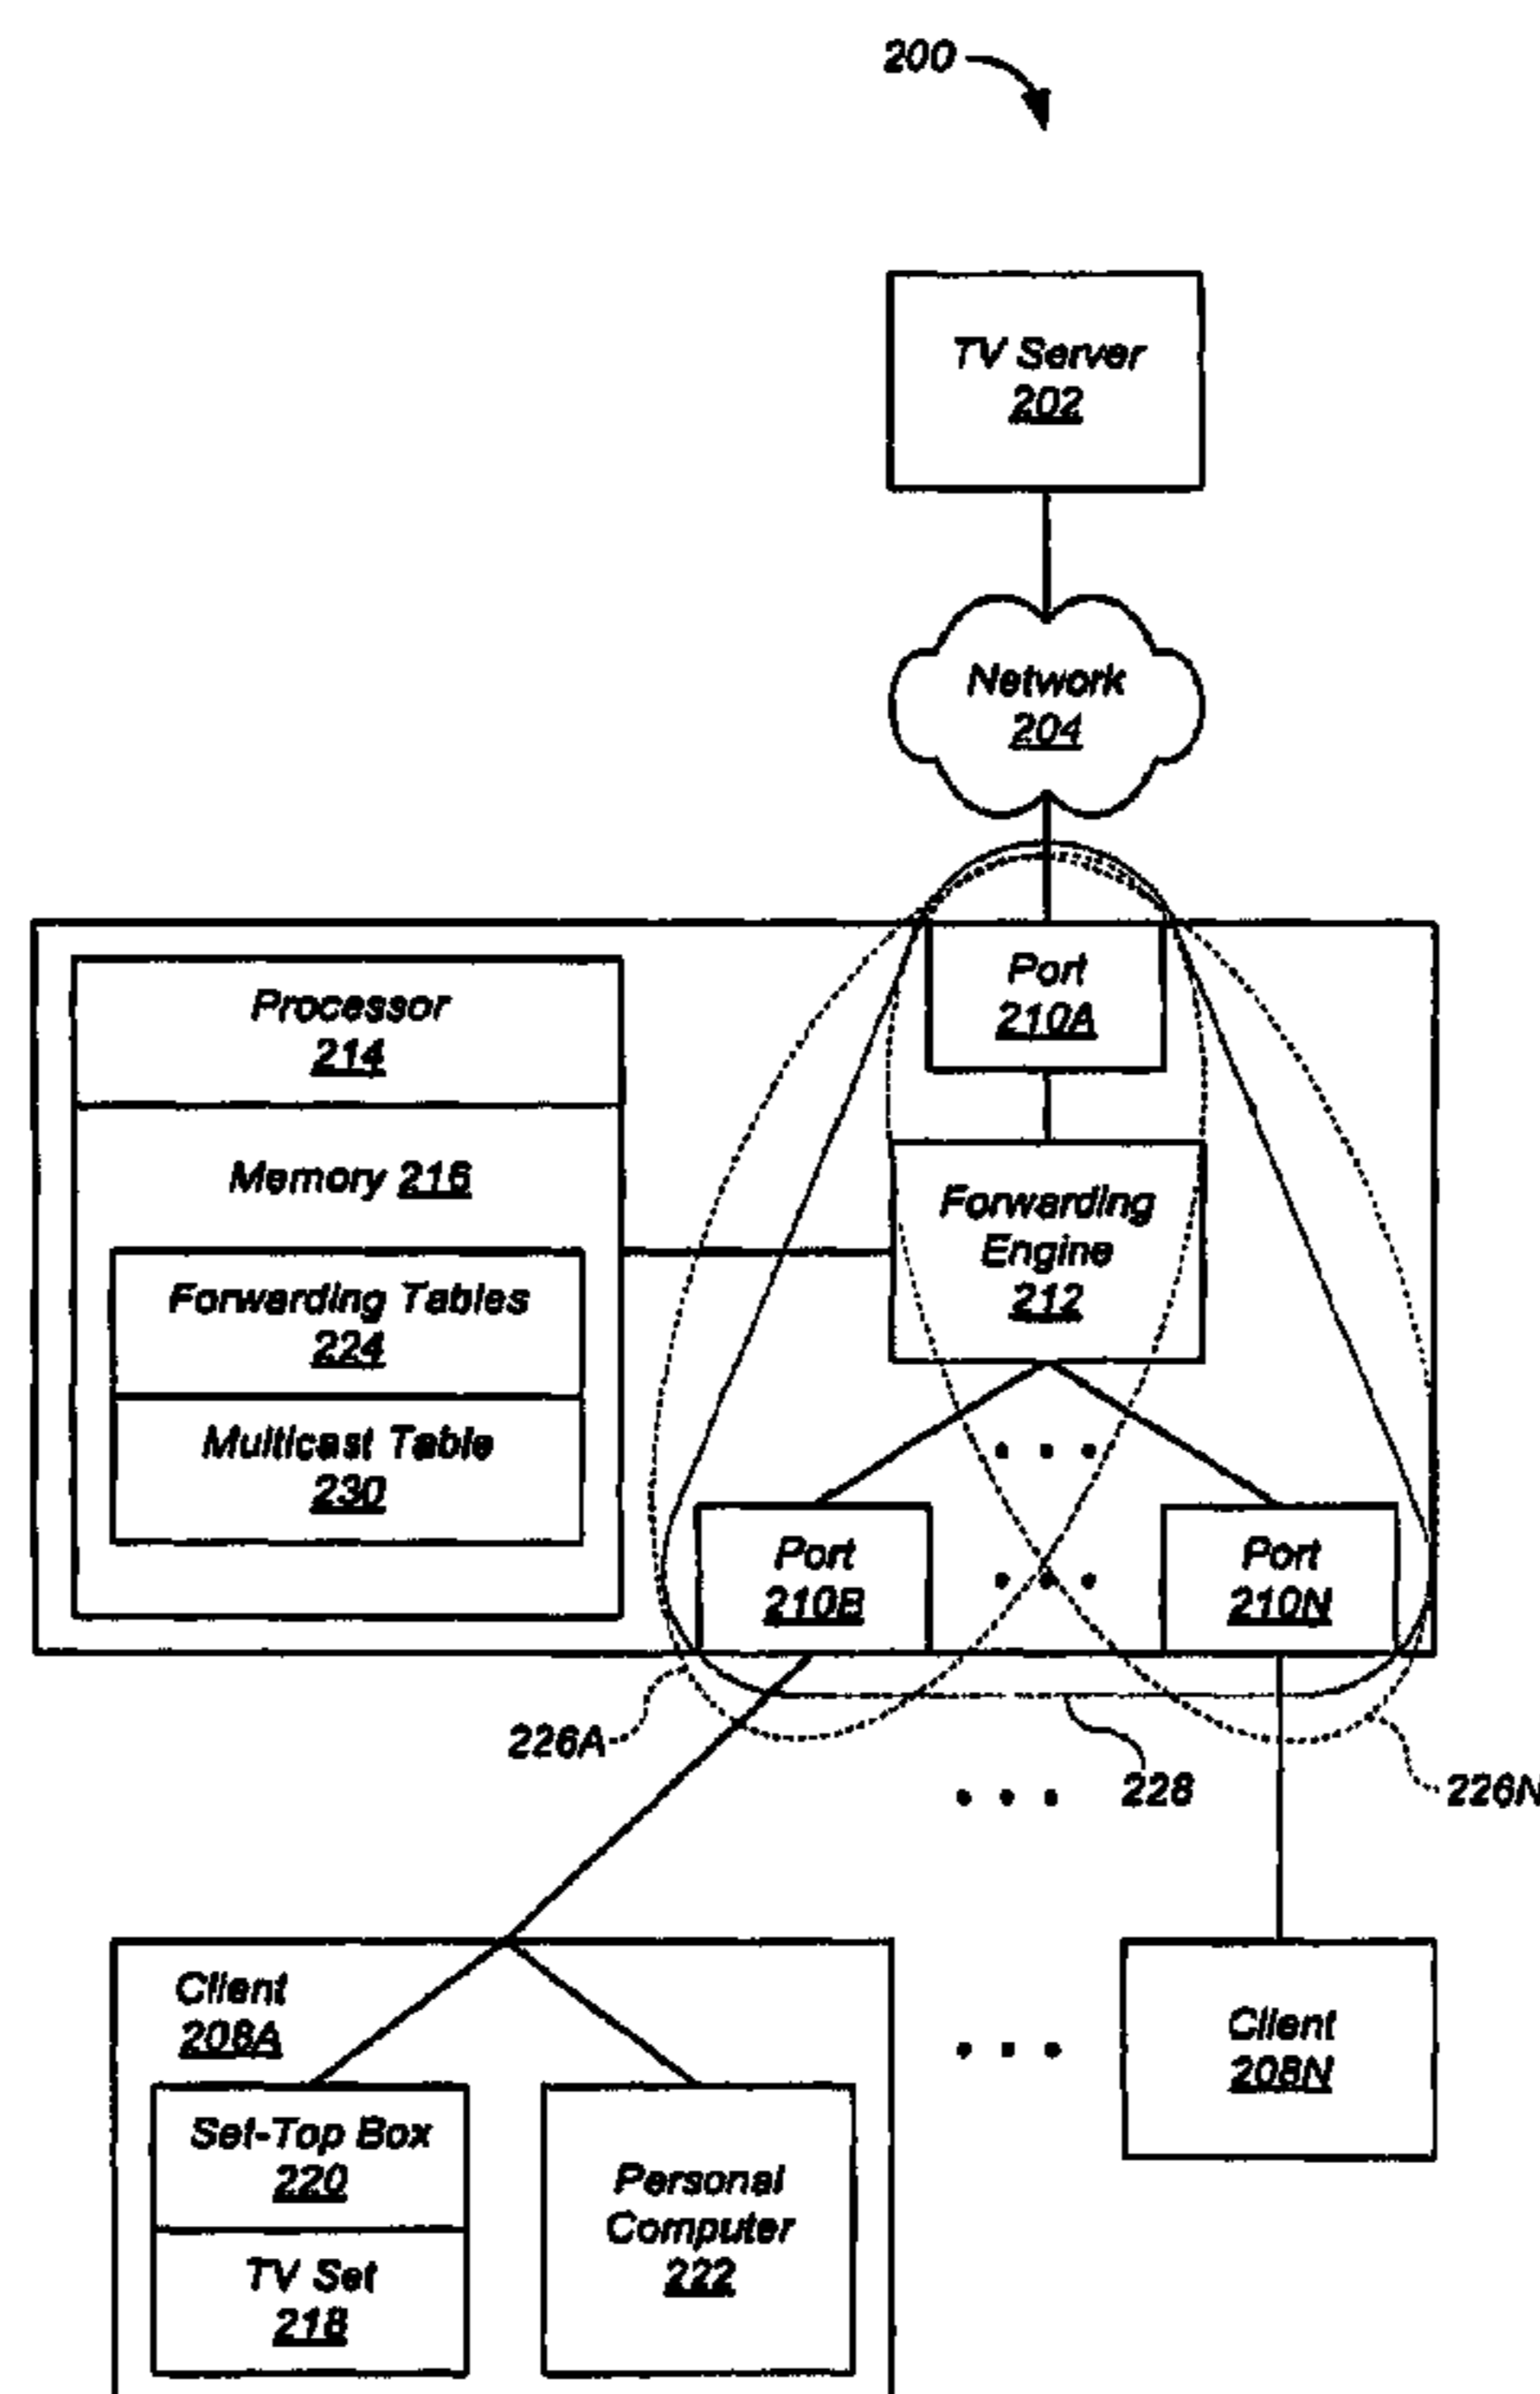 200
TV Server
202
Network
204
Port
210A
Processor
214
Memory 216
Forwarding
Engine
212
Forwarding Tables
224
Multicast Table
230
Port
210B
Port
210N
226A
228
226N
Client
208A
Client
208N
Set-Top Box
220
Personal
Computer
222
TV Set
218